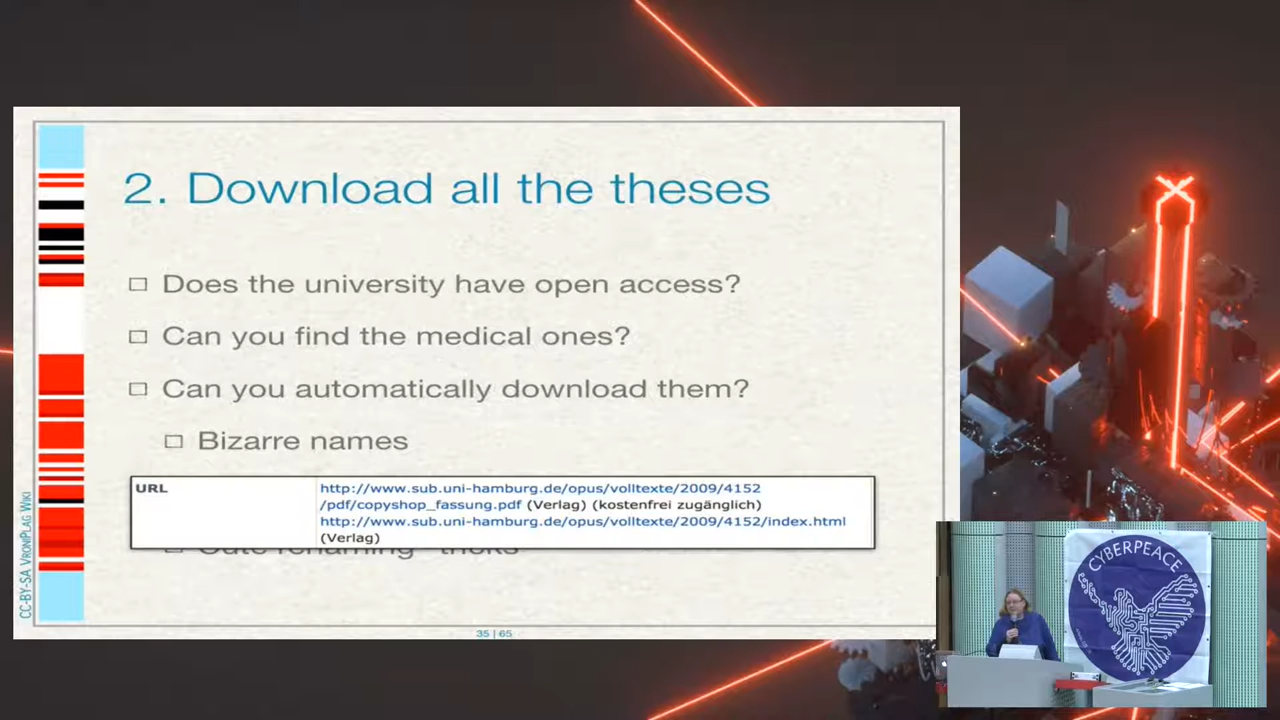 2. Download all the theses
Does the university have open access?
Can you find the medical ones?
Can you automatically download them?
Bizarre names
URL
http://www.sub.uni-hamburg.de/opus/volltexte/2009/4152
/pdf/copyshop_fassung.pdf (Verlag) (kostenfrei zugänglich)
http://www.sub.uni-hamburg.de/opus/volltexte/2009/4152/index.html
(Verlag)
Cute renaming
tricks
CC-BY-SA VRONIPLAG WIKI
35 | 65
CYBERPEACE